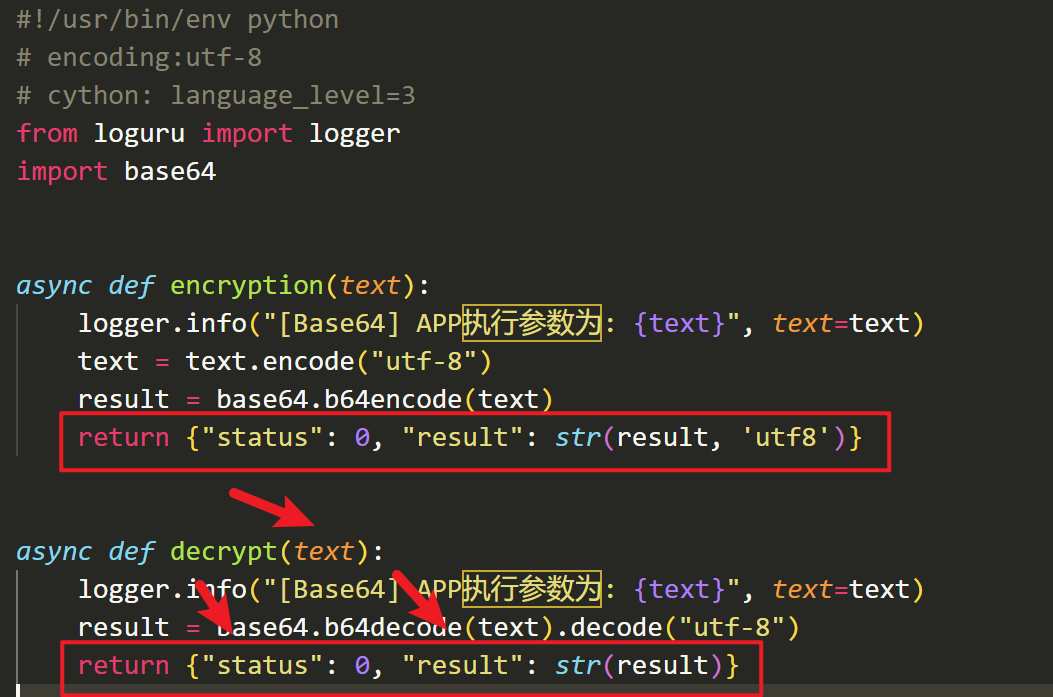 #!/usr/bin/env python
# encoding:utf-8
# cython: language_level=3
from loguru import logger
import base64
async def encryption(text):
logger.info("[Base64] APP执行参数为: {text}", text=text)
text = text.encode("utf-8")
result = base64.b64encode(text)
return {"status": 0, "result": str(result, 'utf8')}
async def decrypt(text):
logger.info("[Base64] APP执行参数为: {text}", text=text)
result = base64.b64decode(text).decode("utf-8")
return {"status": 0, "result": str(result)}